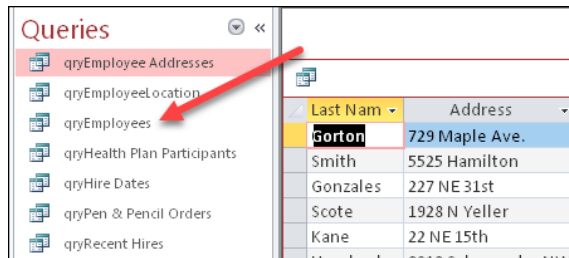 Queries
qryEmployee Addresses
qryEmployeeLocation
qryEmployees
qryHealth Plan Participants
qryHire Dates
qryPen & Pencil Orders
qryRecent Hires
Last Nam Address
Gorton 729 Maple Ave.
Smith 5525 Hamilton
Gonzales 227 NE 31st
Scote 1928 N Yeller
Kane 22 NE 15th